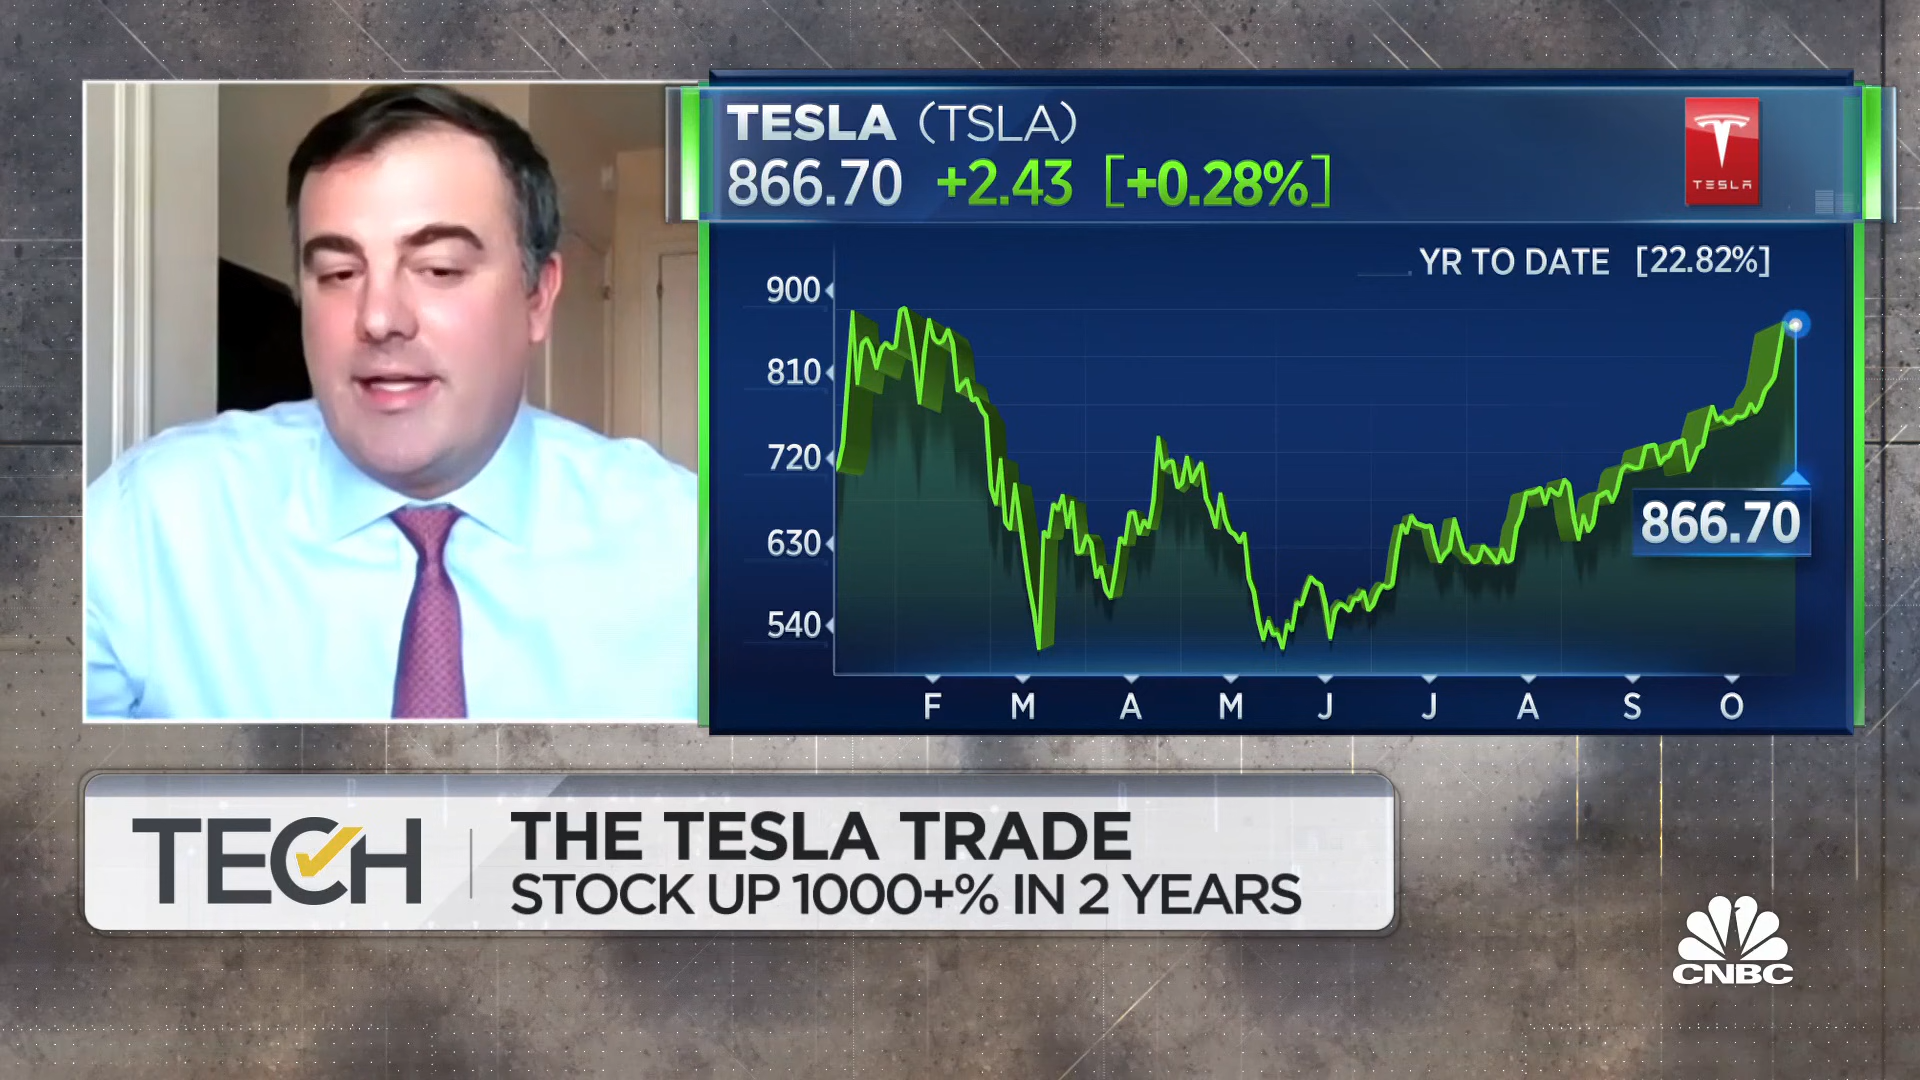 TESLA (TSLA)
866.70 +2.43 [+0.28%]
TESLA
YR TO DATE [22.82%]
900
810
720
630
540
866.70
F M A M J J A S O
TECH
THE TESLA TRADE
STOCK UP 1000+% IN 2 YEARS
CNBC